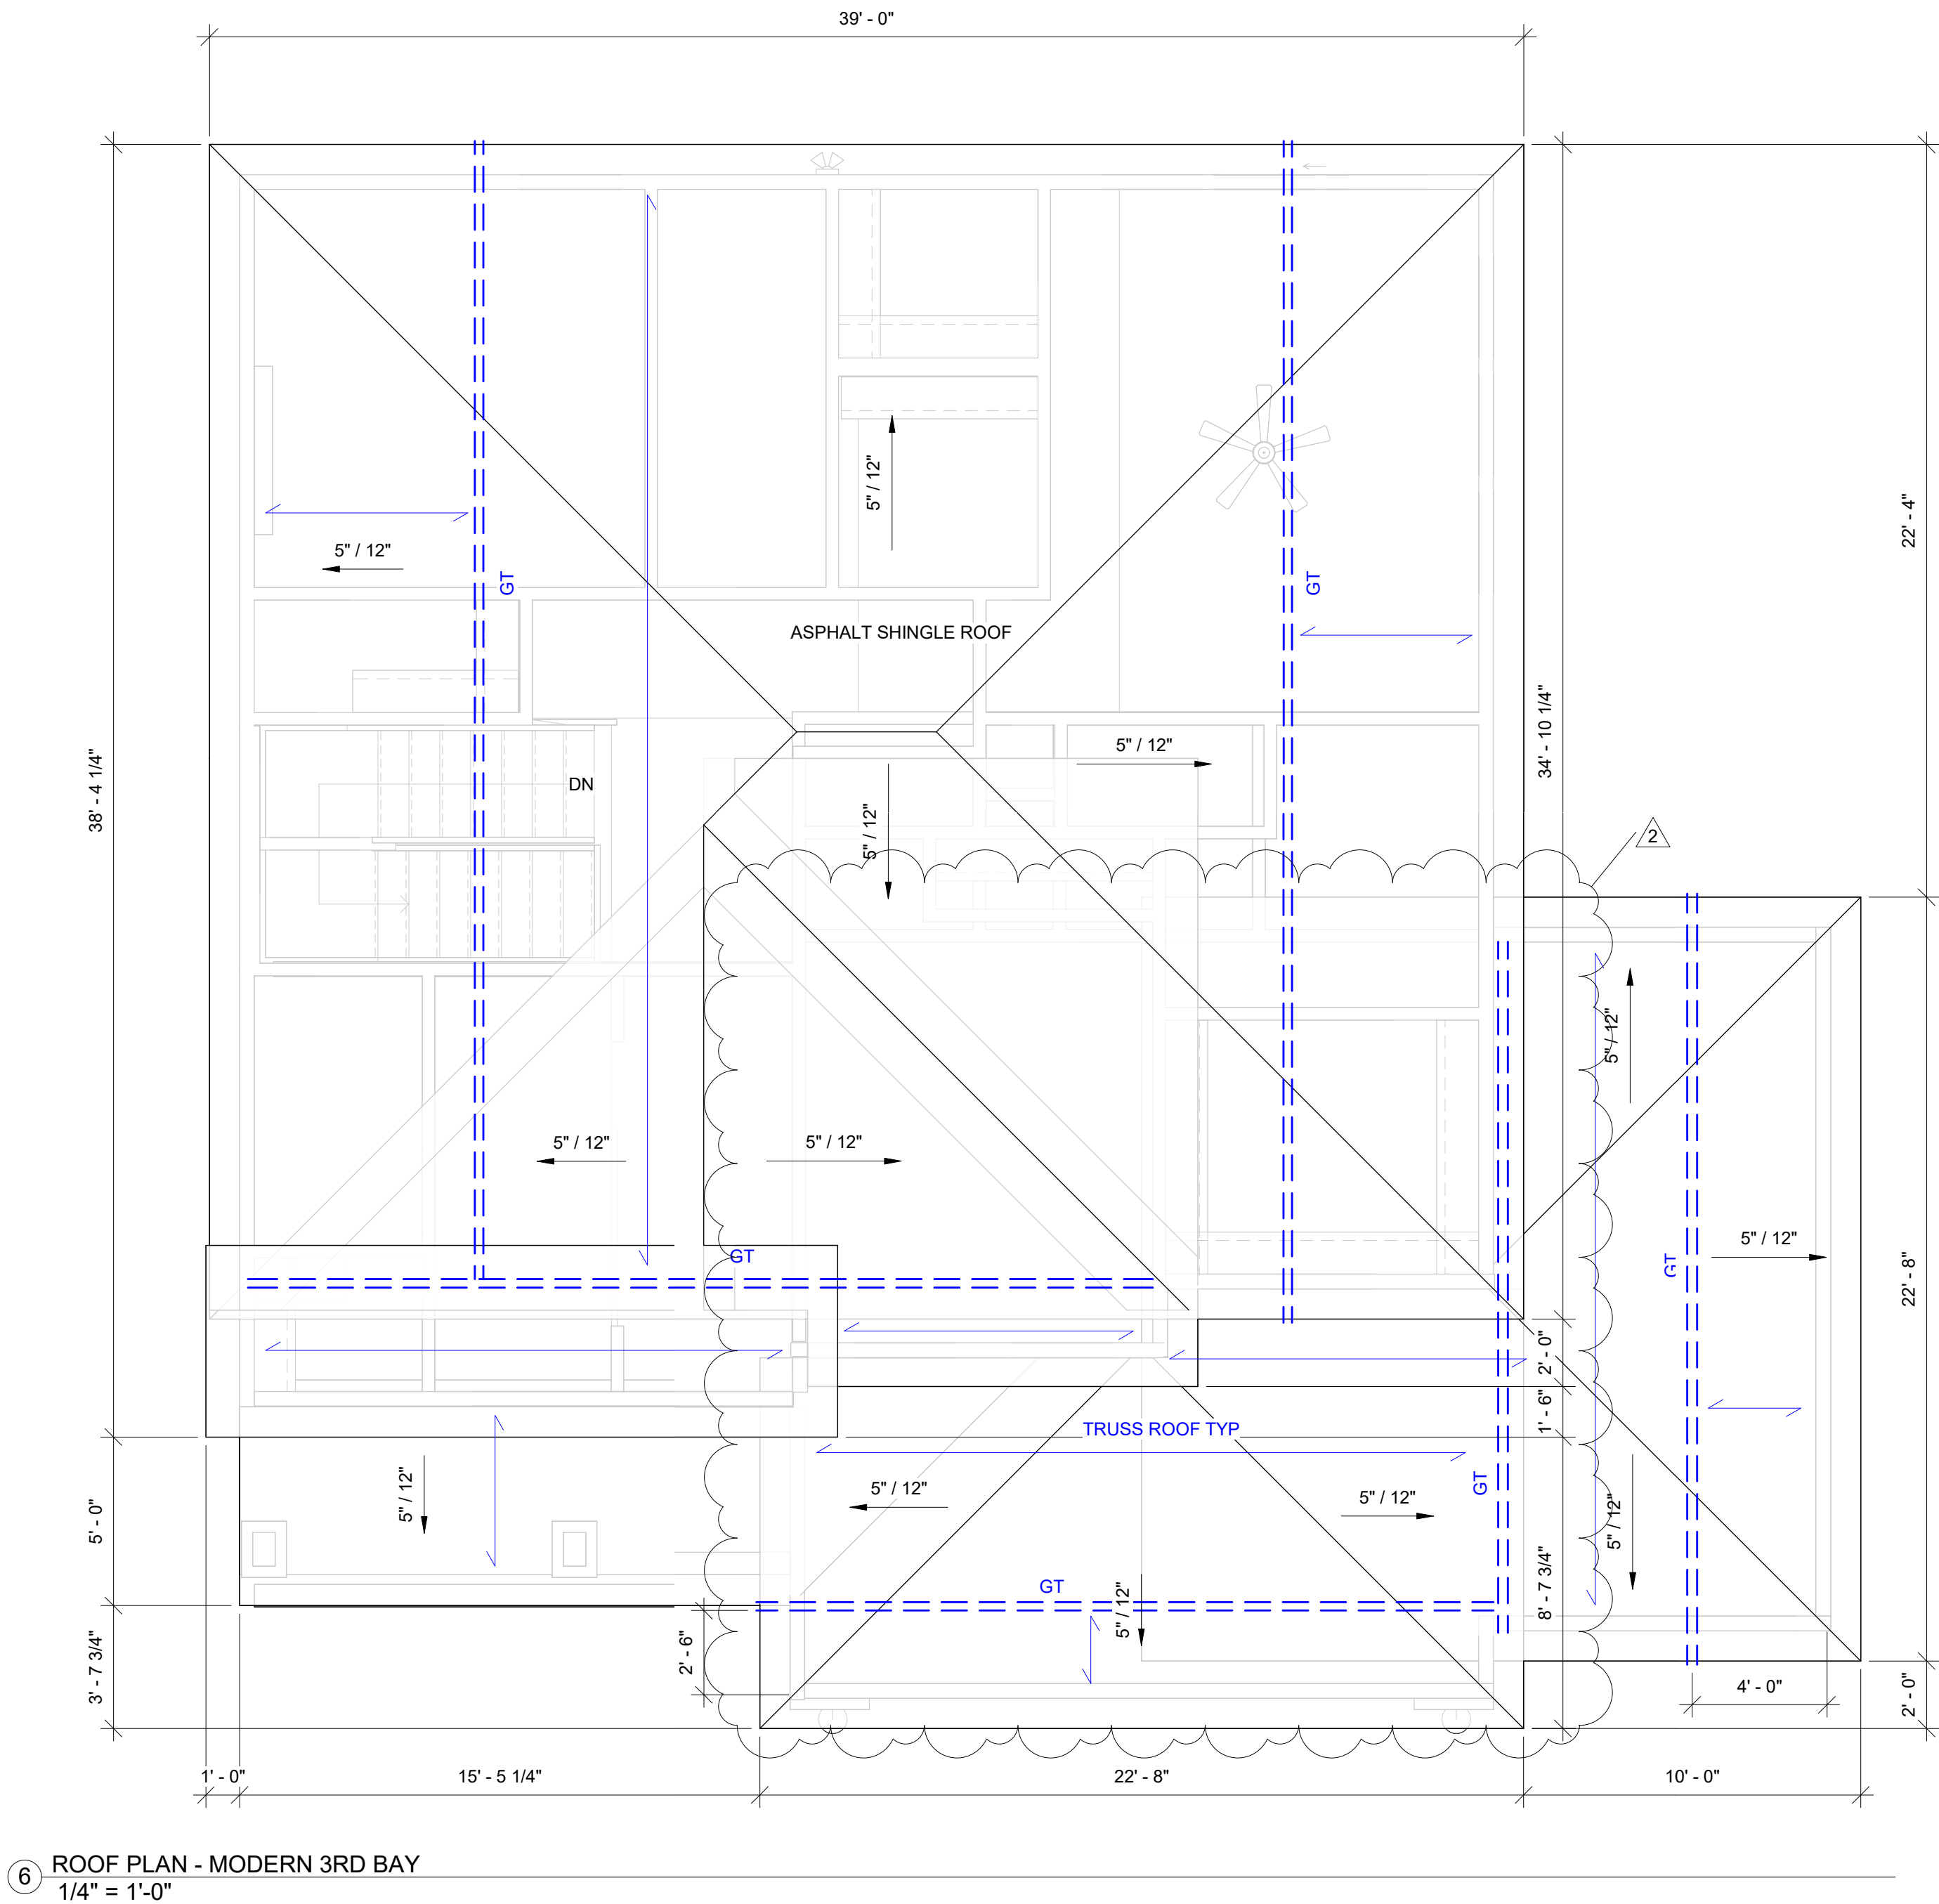 39' - 0"
5" / 12"
22' - 4"
5" / 12"
GT
GT
ASPHALT SHINGLE ROOF
34' - 10 1/4"
5" / 12"
DN
38' - 4 1/4"
5" / 12"
2
5" / 12"
5" / 12"
5" / 12"
5" / 12"
GT
GT
22' - 8"
2' - 0"
1' - 6"
TRUSS ROOF TYP
GT
5" / 12"
5" / 12"
5" / 12"
5" / 12"
5' - 0"
GT
8' - 7 3/4"
5" / 12"
2' - 6"
3' - 7 3/4"
4' - 0"
2' - 0"
1' - 0"
15' - 5 1/4"
22' - 8"
10' - 0"
6
ROOF PLAN - MODERN 3RD BAY
1/4" = 1'-0"